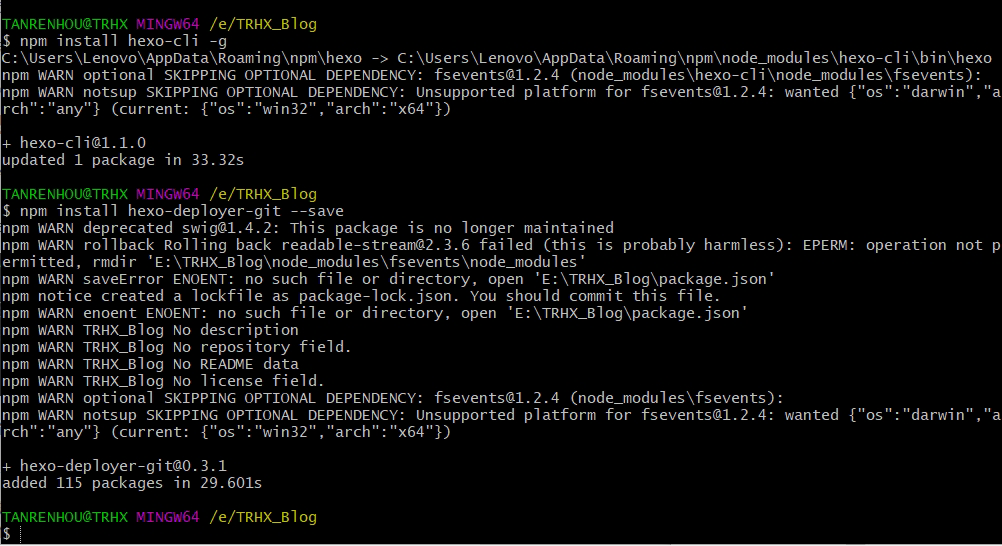 TANRENHOU@TRHX MINGW64 /e/TRHX_Blog
$ npm install hexo-cli -g
C:\Users\Lenovo\AppData\Roaming\npm\hexo -> C:\Users\Lenovo\AppData\Roaming\npm\node_modules\hexo-cli\bin\hexo
npm WARN optional SKIPPING OPTIONAL DEPENDENCY: fsevents@1.2.4 (node_modules\hexo-cli\node_modules\fsevents):
npm WARN notsup SKIPPING OPTIONAL DEPENDENCY: Unsupported platform for fsevents@1.2.4: wanted {"os":"darwin","a
rch":"any"} (current: {"os":"win32","arch":"x64"})
+ hexo-cli@1.1.0
updated 1 package in 33.32s
TANRENHOU@TRHX MINGW64 /e/TRHX_Blog
$ npm install hexo-deployer-git --save
npm WARN deprecated swig@1.4.2: This package is no longer maintained
npm WARN rollback Rolling back readable-stream@2.3.6 failed (this is probably harmless): EPERM: operation not p
ermitted, rmdir 'E:\TRHX_Blog\node_modules\fsevents\node_modules'
npm WARN saveError ENOENT: no such file or directory, open 'E:\TRHX_Blog\package.json'
npm notice created a lockfile as package-lock.json. You should commit this file.
npm WARN enoent ENOENT: no such file or directory, open 'E:\TRHX_Blog\package.json'
npm WARN TRHX_Blog No description
npm WARN TRHX_Blog No repository field.
npm WARN TRHX_Blog No README data
npm WARN TRHX_Blog No license field.
npm WARN optional SKIPPING OPTIONAL DEPENDENCY: fsevents@1.2.4 (node_modules\fsevents):
npm WARN notsup SKIPPING OPTIONAL DEPENDENCY: Unsupported platform for fsevents@1.2.4: wanted {"os":"darwin","a
rch":"any"} (current: {"os":"win32","arch":"x64"})
+ hexo-deployer-git@0.3.1
added 115 packages in 29.601s
TANRENHOU@TRHX MINGW64 /e/TRHX_Blog
$